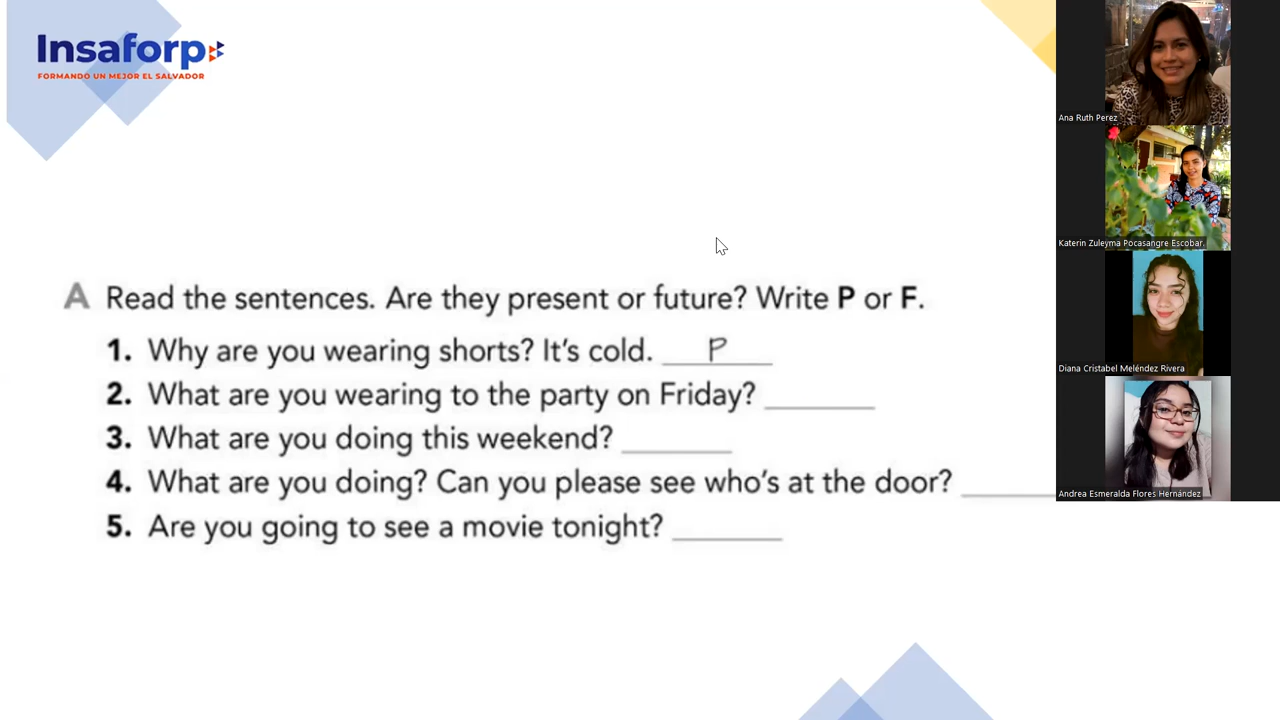 Insaforp
FORMANDO UN MEJOR EL SALVADOR
A Read the sentences. Are they present or future? Write P or F.
1. Why are you wearing shorts? It's cold. P
2. What are you wearing to the party on Friday?
3. What are you doing this weekend?
4. What are you doing? Can you please see who's at the door?
5. Are you going to see a movie tonight?
Ana Ruth Perez
Katerin Zuleyma Pocasangre Escobar.
Diana Cristabel Meléndez Rivera
Andrea Esmeralda Flores Hernández